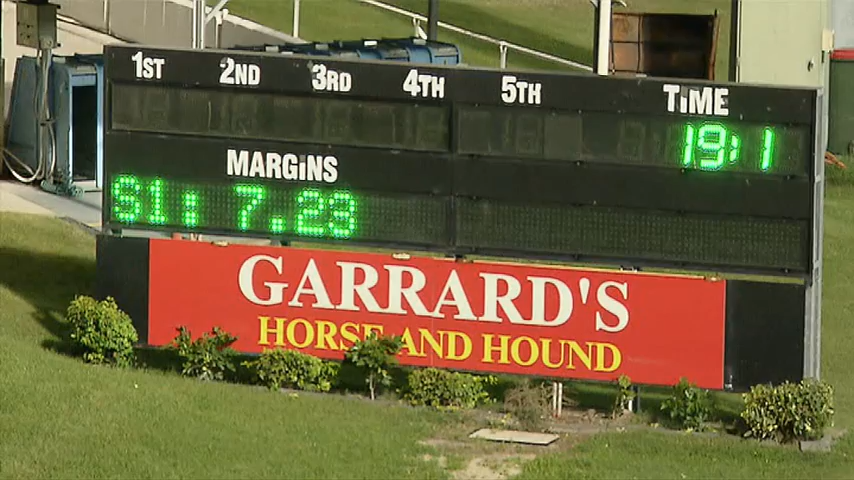 1ST 2ND 3RD 4TH 5TH TIME
19:1
MARGINS
S1: 7.23
GARRARD'S
HORSE AND HOUND